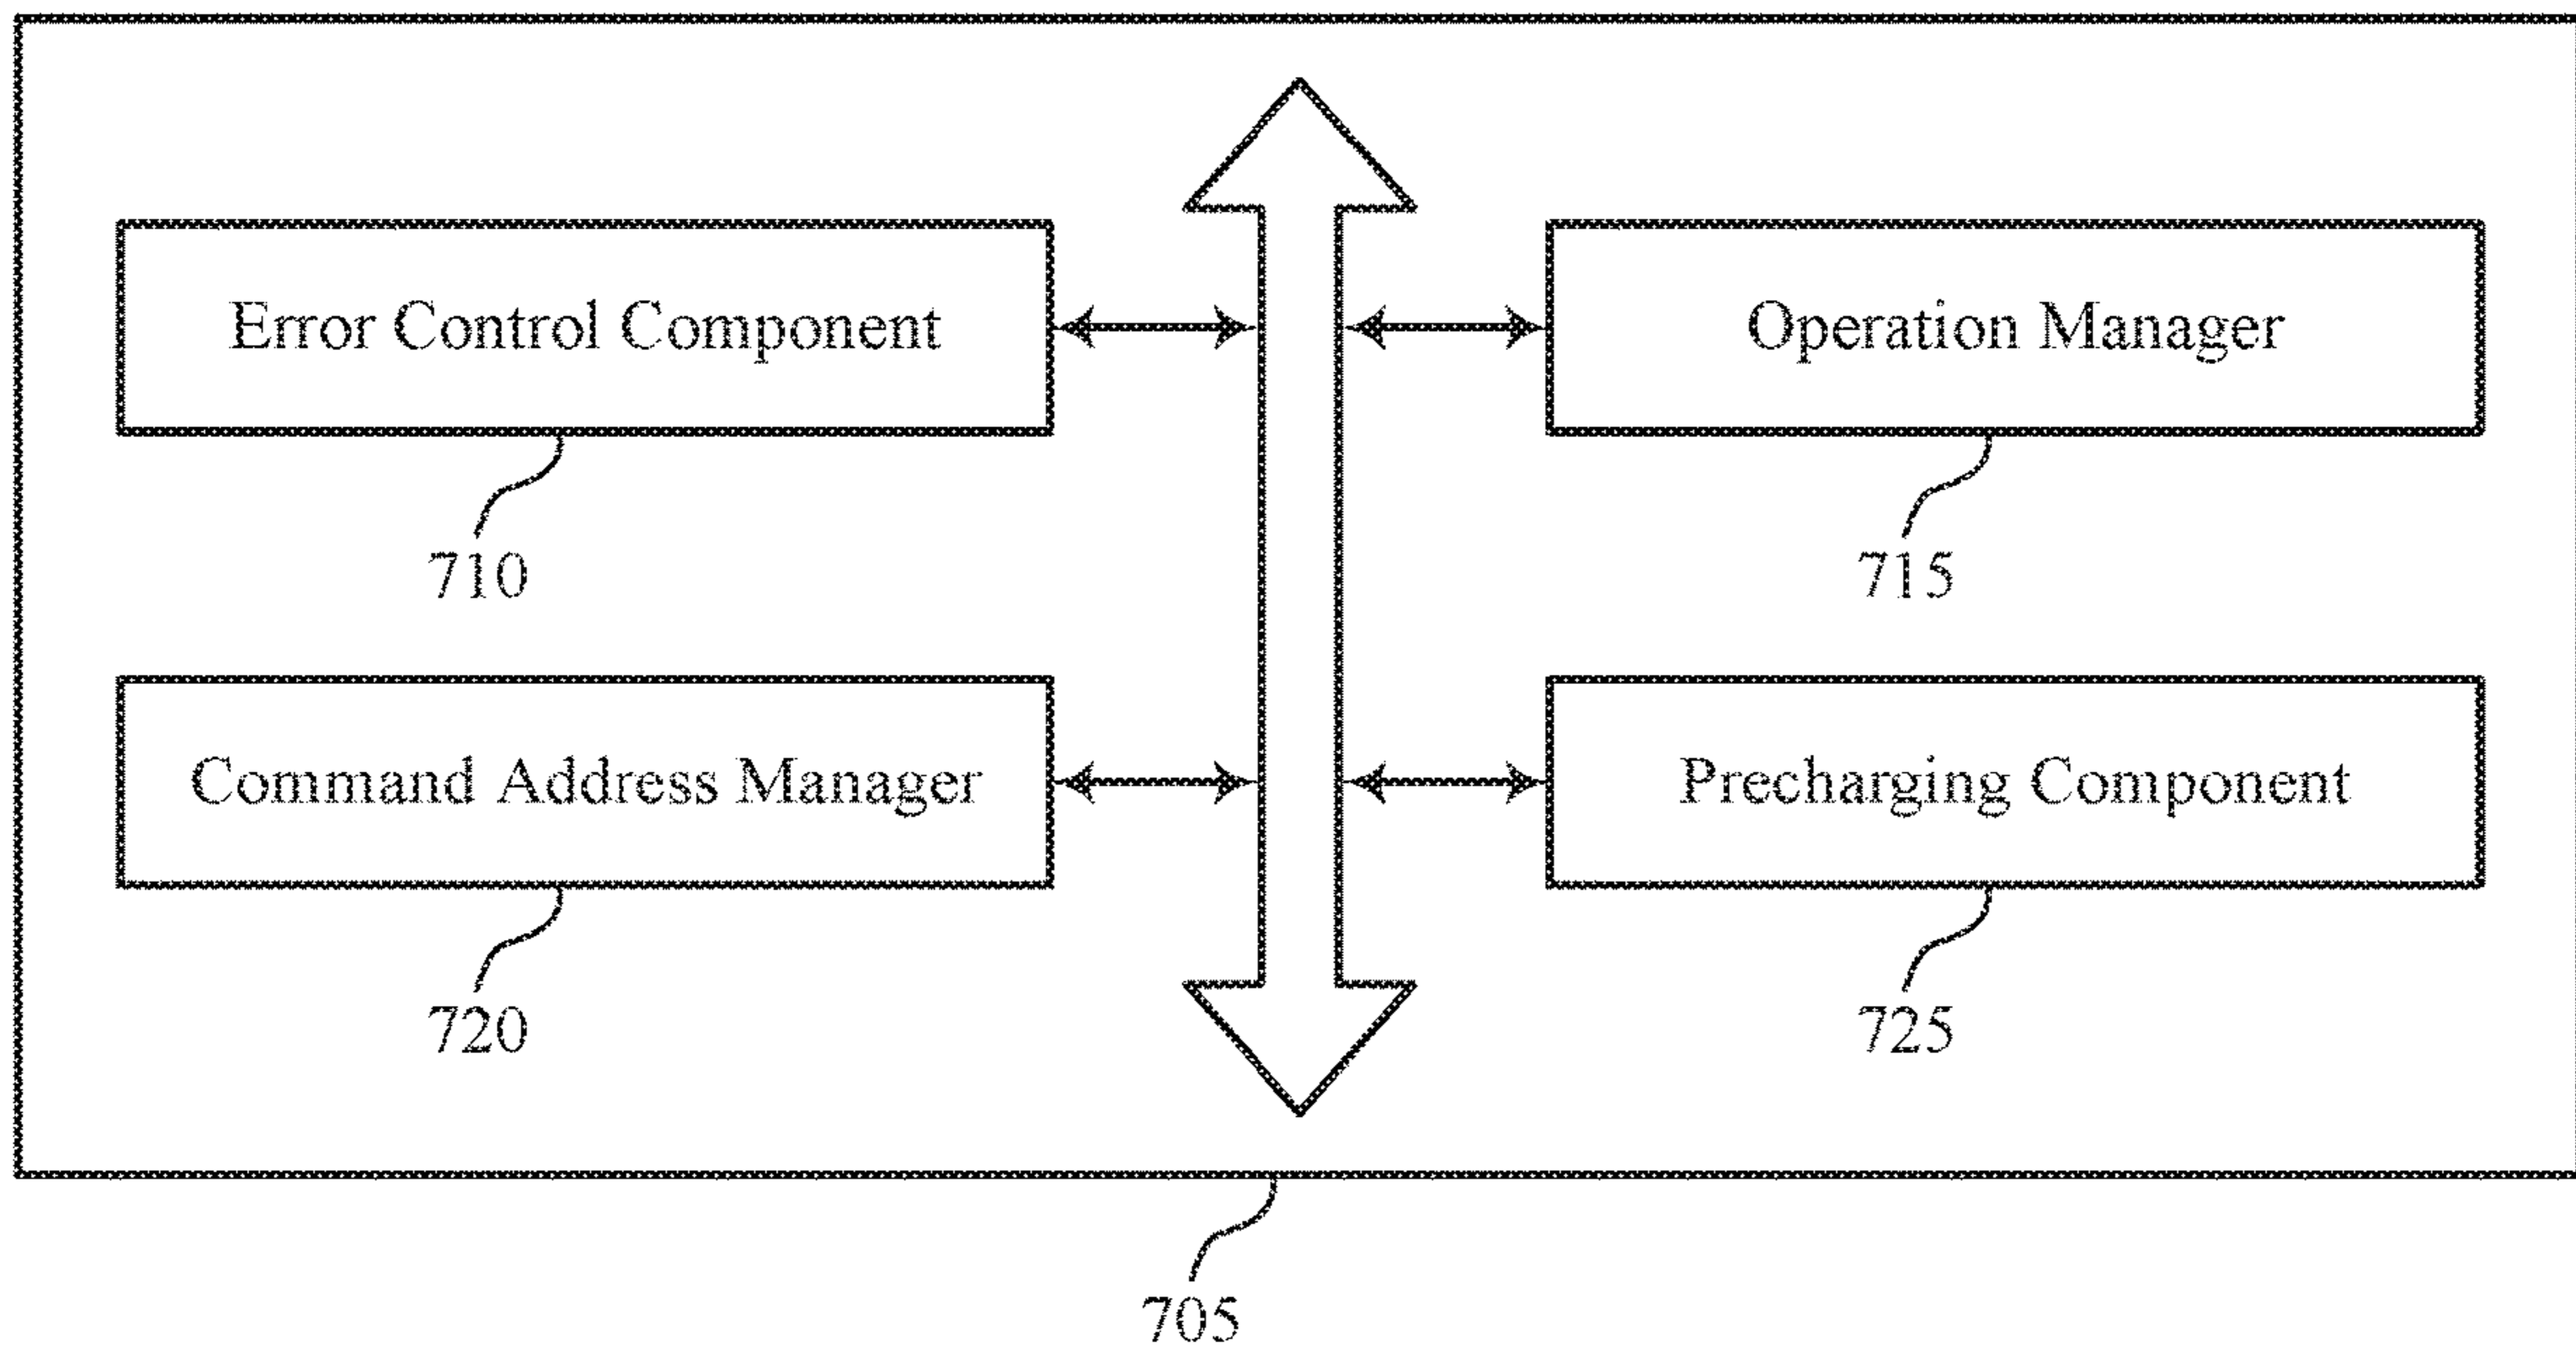 Error Control Component
Operation Manager
710
715
Command Address Manager
Precharging Component
720
725
705